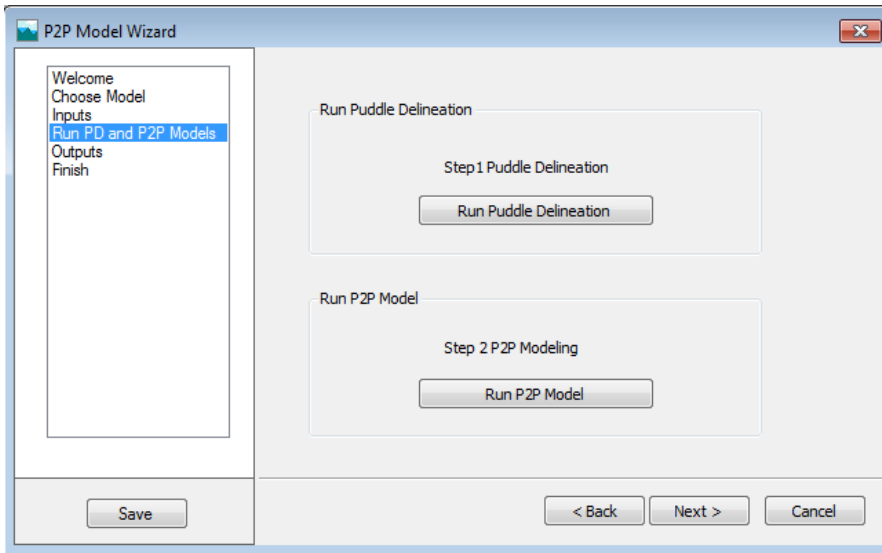 P2P Model Wizard
Welcome
Choose Model
Inputs
Run PD and P2P Models
Outputs
Finish
Save
Run Puddle Delineation
Step1 Puddle Delineation
Run Puddle Delineation
Run P2P Model
Step 2 P2P Modeling
Run P2P Model
< Back
Next >
Cancel